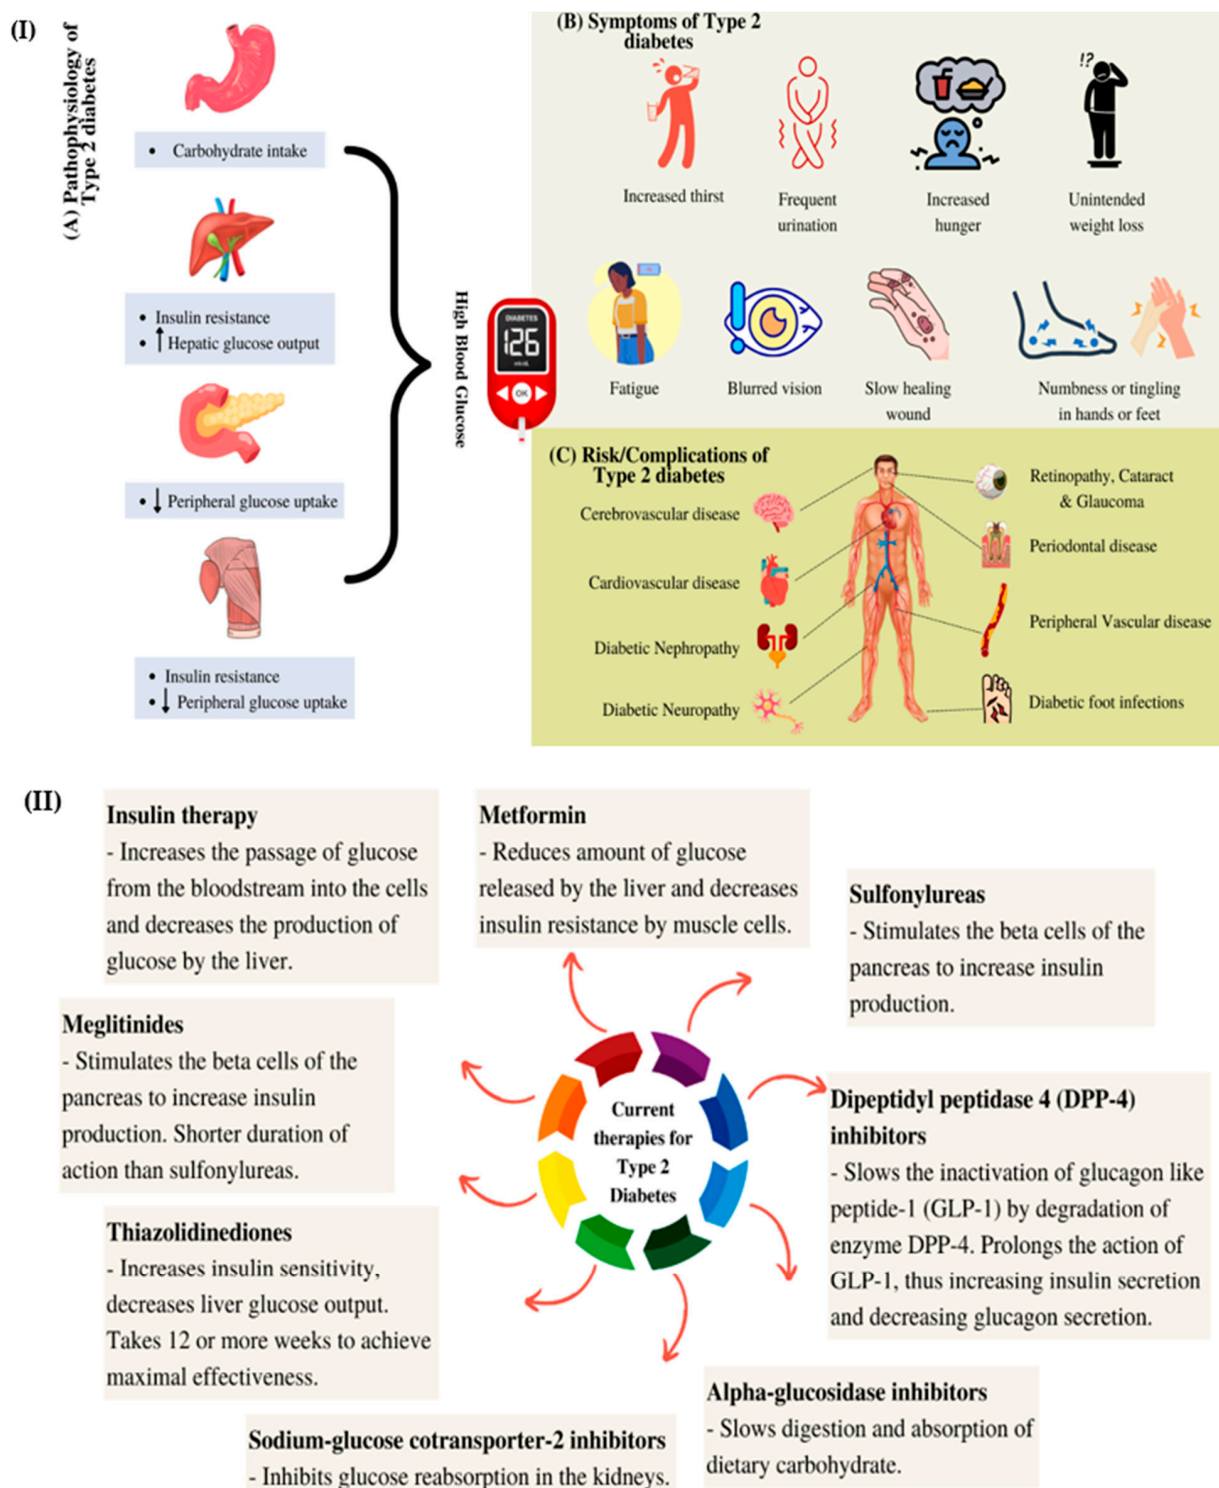 (I)
(A) Pathophysiology of
Type 2 diabetes
• Carbohydrate intake
• Insulin resistance
• ↑ Hepatic glucose output
• ↓ Peripheral glucose uptake
• Insulin resistance
• ↓ Peripheral glucose uptake
High Blood Glucose
DIABETES
126
OK
(B) Symptoms of Type 2
diabetes
!?
Increased thirst
Frequent
urination
Increased
hunger
Unintended
weight loss
Fatigue
Blurred vision
Slow healing
wound
Numbness or tingling
in hands or feet
(C) Risk/Complications of
Type 2 diabetes
Cerebrovascular disease
Cardiovascular disease
Diabetic Nephropathy
Diabetic Neuropathy
Retinopathy, Cataract
& Glaucoma
Periodontal disease
Peripheral Vascular disease
Diabetic foot infections
(II)
Insulin therapy
- Increases the passage of glucose
from the bloodstream into the cells
and decreases the production of
glucose by the liver.
Metformin
- Reduces amount of glucose
released by the liver and decreases
insulin resistance by muscle cells.
Sulfonylureas
- Stimulates the beta cells of the
pancreas to increase insulin
production.
Meglitinides
- Stimulates the beta cells of the
pancreas to increase insulin
production. Shorter duration of
action than sulfonylureas.
Current
therapies for
Type 2
Diabetes
Dipeptidyl peptidase 4 (DPP-4)
inhibitors
- Slows the inactivation of glucagon like
peptide-1 (GLP-1) by degradation of
enzyme DPP-4. Prolongs the action of
GLP-1, thus increasing insulin secretion
and decreasing glucagon secretion.
Thiazolidinediones
- Increases insulin sensitivity,
decreases liver glucose output.
Takes 12 or more weeks to achieve
maximal effectiveness.
Alpha-glucosidase inhibitors
- Slows digestion and absorption of
dietary carbohydrate.
Sodium-glucose cotransporter-2 inhibitors
- Inhibits glucose reabsorption in the kidneys.